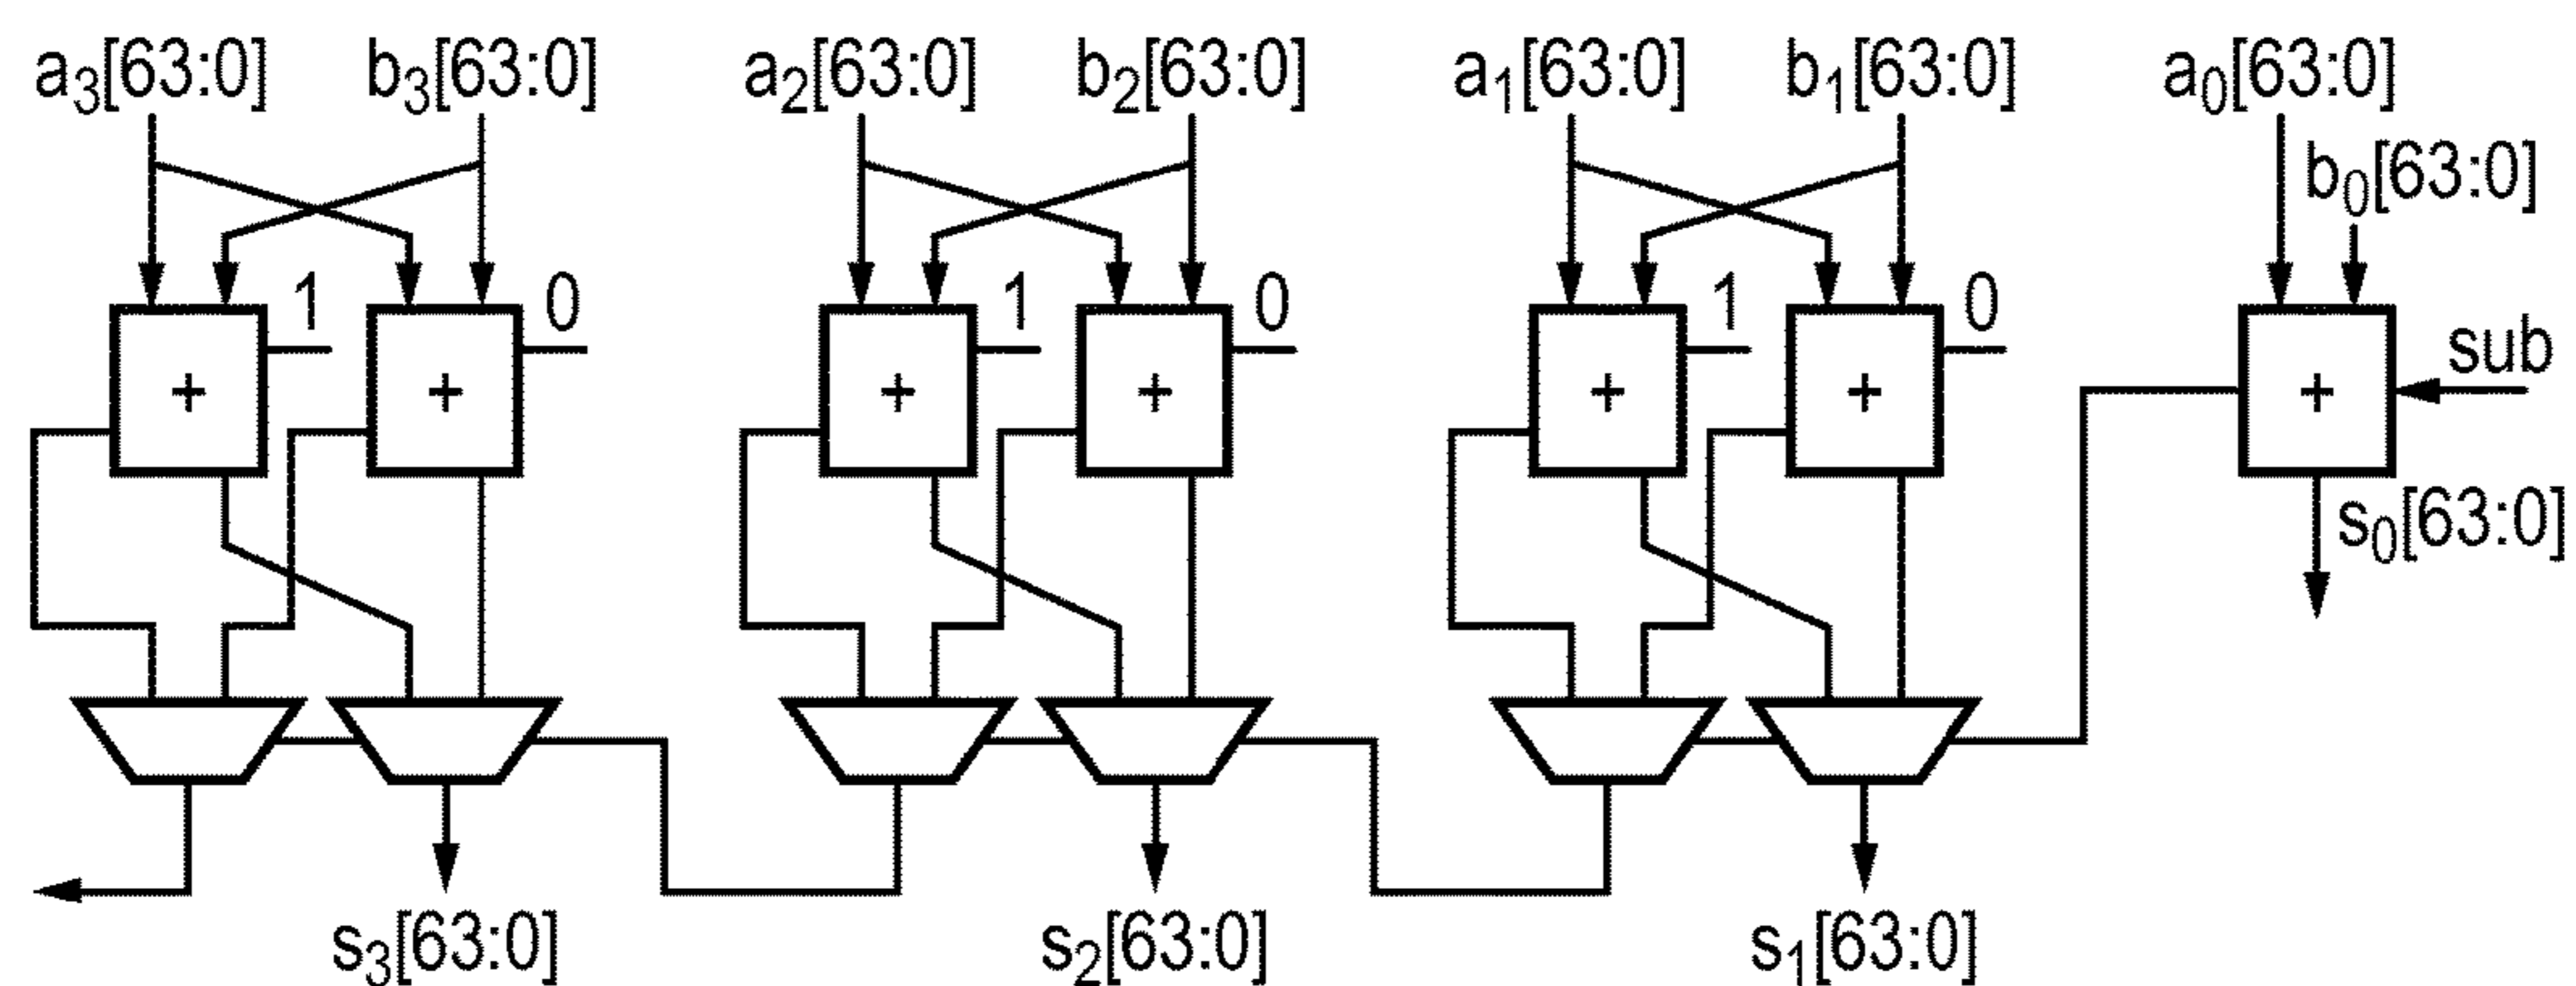 a₃[63:0] b₃[63:0] a₂[63:0] b₂[63:0] a₁[63:0] b₁[63:0] a₀[63:0]
b₀[63:0]
1 0 1 0 1 0
sub
+ + + + + + +
s₀[63:0]
s₃[63:0] s₂[63:0] s₁[63:0]